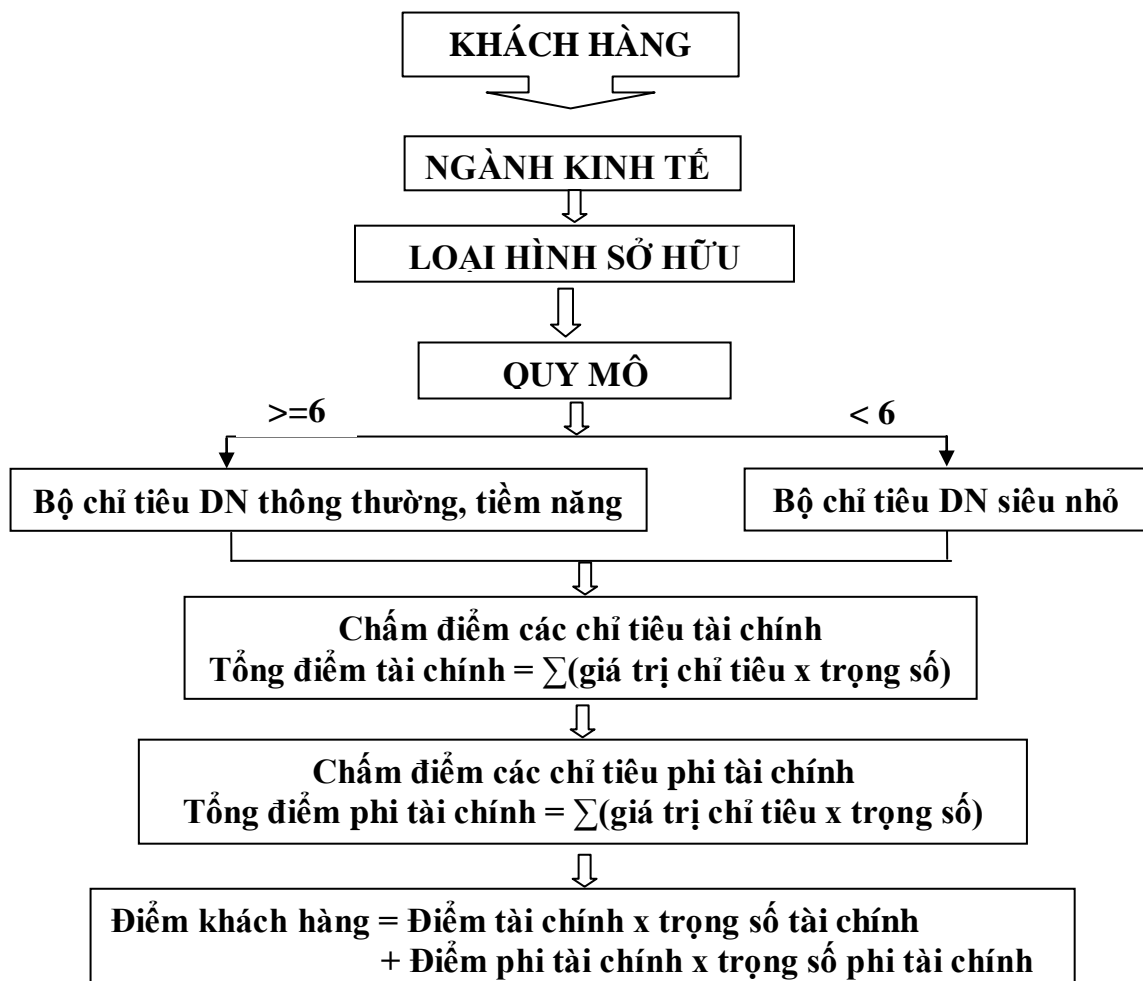 KHÁCH HÀNG
NGÀNH KINH TẾ
LOẠI HÌNH SỞ HỮU
QUY MÔ
>=6
< 6
Bộ chỉ tiêu DN thông thường, tiềm năng
Bộ chỉ tiêu DN siêu nhỏ
Chấm điểm các chỉ tiêu tài chính
Tổng điểm tài chính = ∑(giá trị chỉ tiêu x trọng số)
Chấm điểm các chỉ tiêu phi tài chính
Tổng điểm phi tài chính = ∑(giá trị chỉ tiêu x trọng số)
Điểm khách hàng = Điểm tài chính x trọng số tài chính
+ Điểm phi tài chính x trọng số phi tài chính